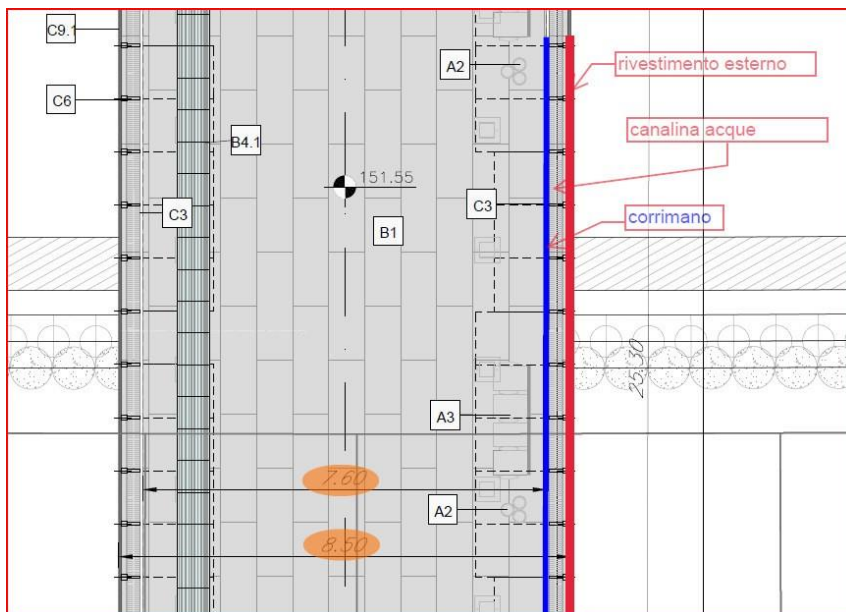 C9.1
A2
rivestimento esterno
C6
canalina acque
B4.1
151.55
C3
C3
corrimano
B1
25.30
A3
7.60
A2
8.50